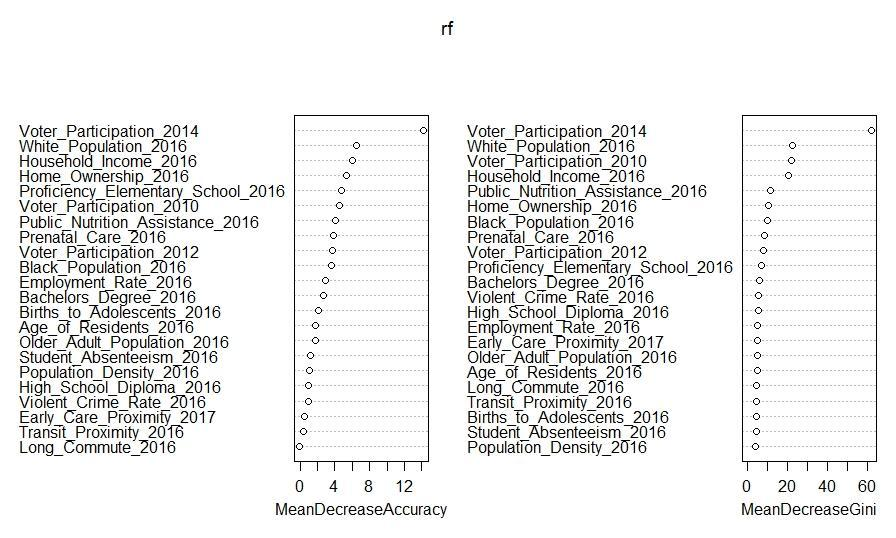 rf
Voter_Participation_2014
White_Population_2016
Household_Income_2016
Home_Ownership_2016
Proficiency_Elementary_School_2016
Voter_Participation_2010
Public_Nutrition_Assistance_2016
Prenatal_Care_2016
Voter_Participation_2012
Black_Population_2016
Employment_Rate_2016
Bachelors_Degree_2016
Births_to_Adolescents_2016
Age_of_Residents_2016
Older_Adult_Population_2016
Student_Absenteeism_2016
Population_Density_2016
High_School_Diploma_2016
Violent_Crime_Rate_2016
Early_Care_Proximity_2017
Transit_Proximity_2016
Long_Commute_2016
0 4 8 12
MeanDecreaseAccuracy
Voter_Participation_2014
White_Population_2016
Voter_Participation_2010
Household_Income_2016
Public_Nutrition_Assistance_2016
Home_Ownership_2016
Black_Population_2016
Prenatal_Care_2016
Voter_Participation_2012
Proficiency_Elementary_School_2016
Bachelors_Degree_2016
Violent_Crime_Rate_2016
High_School_Diploma_2016
Employment_Rate_2016
Early_Care_Proximity_2017
Older_Adult_Population_2016
Age_of_Residents_2016
Long_Commute_2016
Transit_Proximity_2016
Births_to_Adolescents_2016
Student_Absenteeism_2016
Population_Density_2016
0 20 40 60
MeanDecreaseGini